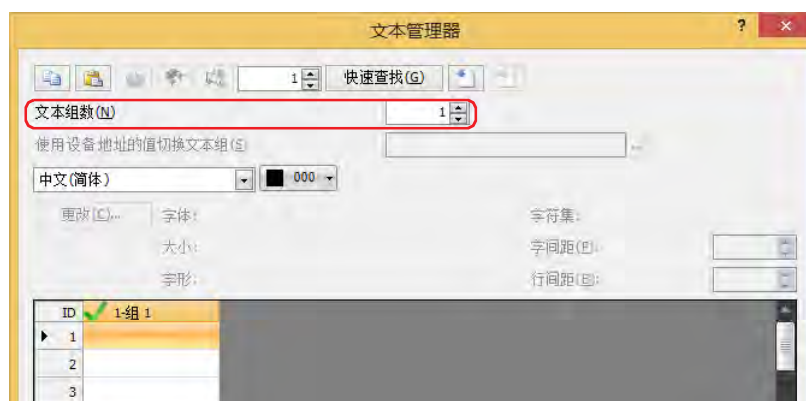 文本管理器 ? ×
1 快速查找(G)
文本组数(N) 1
使用设备地址的值切换文本组(S) ...
中文(简体) 000
更改(C)... 字体: 字符集:
大小: 字间距(P):
字形: 行间距(E):
ID 1-组 1
1
2
3